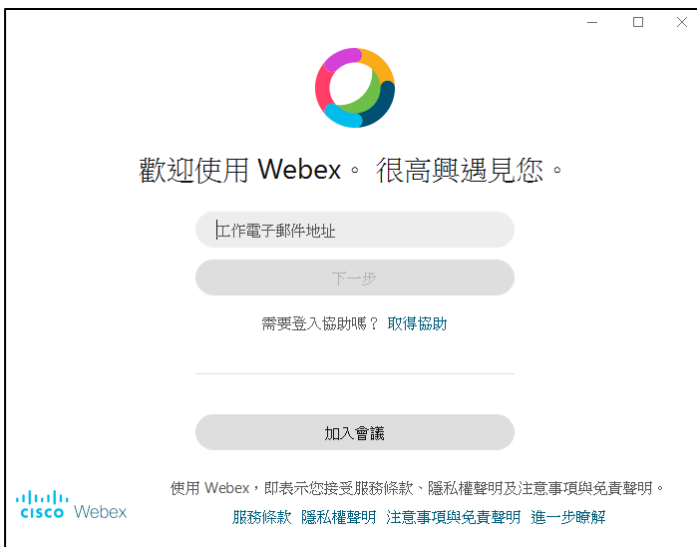 歡迎使用 Webex。 很高興遇見您。
工作電子郵件地址
下一步
需要登入協助嗎？ 取得協助
加入會議
使用 Webex，即表示您接受服務條款、隱私權聲明及注意事項與免責聲明。
服務條款 隱私權聲明 注意事項與免責聲明 進一步瞭解
cisco Webex